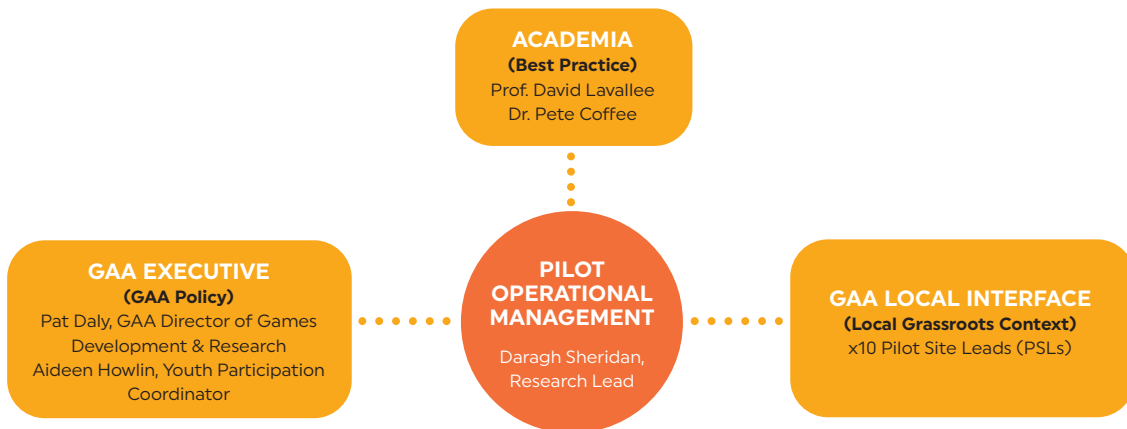 ACADEMIA
(Best Practice)
Prof. David Lavallee
Dr. Pete Coffee
GAA EXECUTIVE
(GAA Policy)
Pat Daly, GAA Director of Games
Development & Research
Aideen Howlin, Youth Participation
Coordinator
PILOT
OPERATIONAL
MANAGEMENT
Daragh Sheridan,
Research Lead
GAA LOCAL INTERFACE
(Local Grassroots Context)
x10 Pilot Site Leads (PSLs)